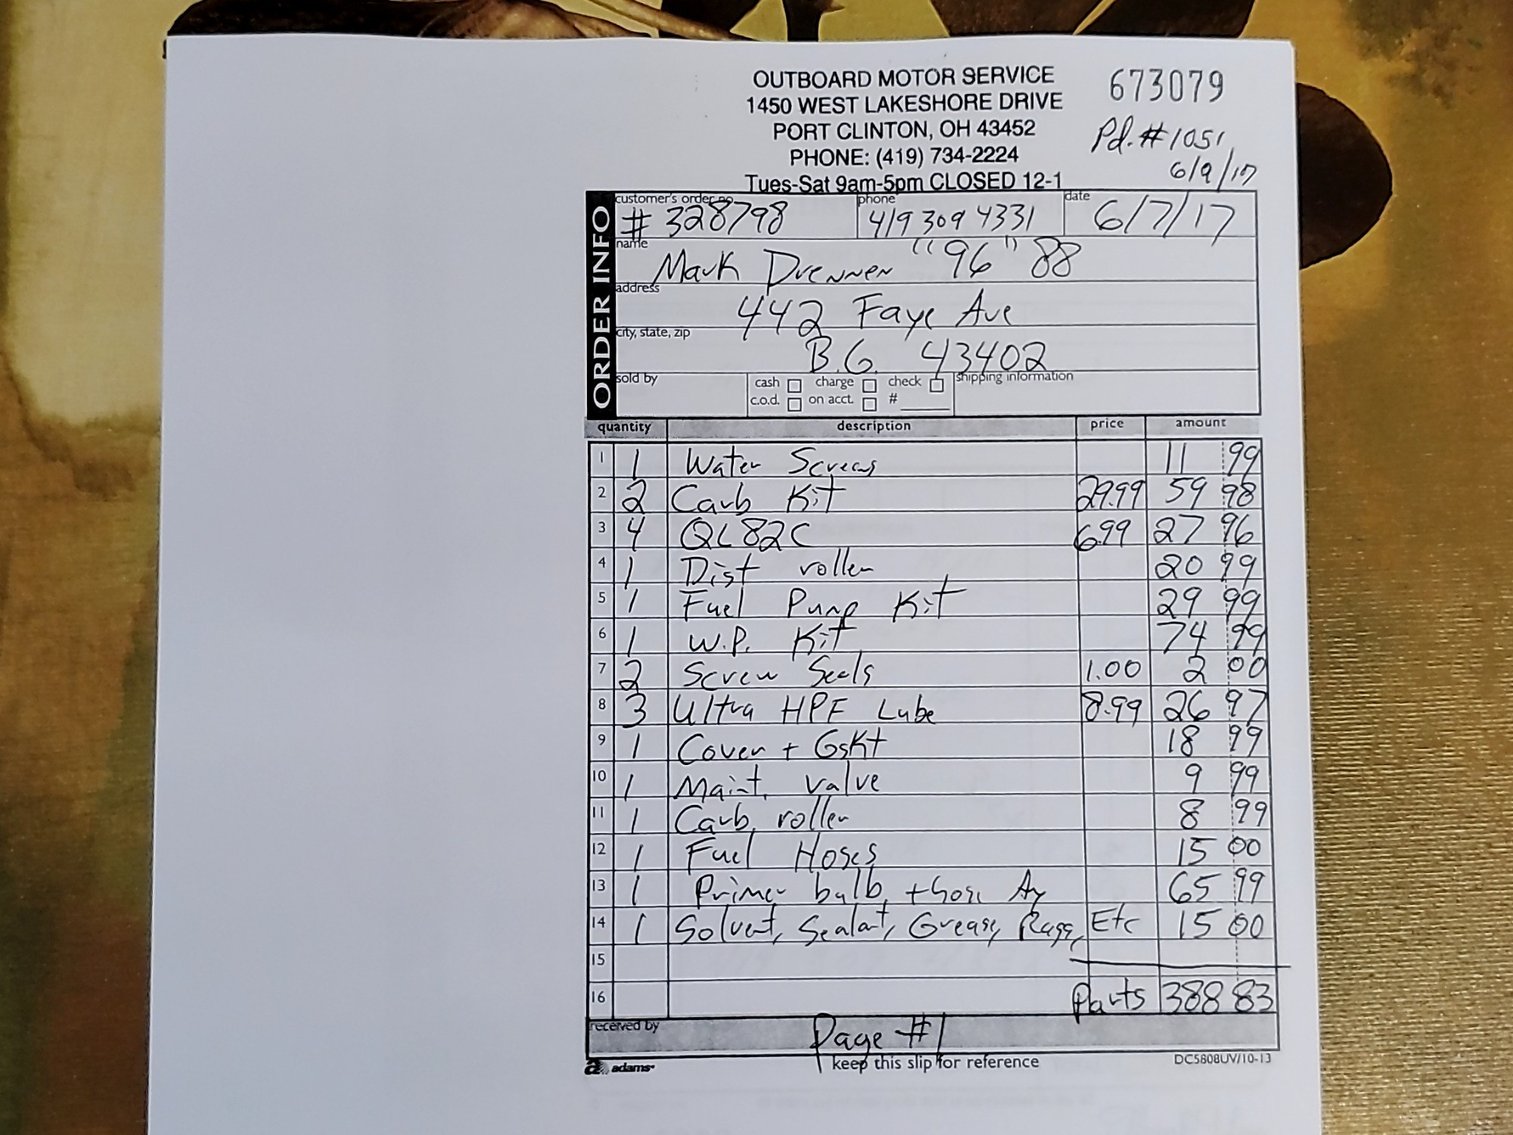 OUTBOARD MOTOR SERVICE
1450 WEST LAKESHORE DRIVE
PORT CLINTON, OH 43452
PHONE: (419) 734-2224
Tues-Sat 9am-5pm CLOSED 12-1
673079
Pd. #1051
6/9/17
ORDER INFO
customer's order no. phone date
# 328798 419 309 4331 6/7/17
name
Mark Drennen "96" 88
address
442 Faye Ave
city, state, zip
B.G. 43402
sold by cash charge check shipping information
c.o.d. on acct. #
quantity description price amount
1 1 Water Screws 11 99
2 2 Carb Kit 29.99 59 98
3 4 QL82C 6.99 27 96
4 1 Dist roller 20 99
5 1 Fuel Pump Kit 29 99
6 1 W.P. Kit 74 99
7 2 Screw Seals 1.00 2 00
8 3 Ultra HPF Lube 8.99 26 97
9 1 Cover + Gskt 18 99
10 1 Maint. valve 9 99
11 1 Carb. roller 8 99
12 1 Fuel Hoses 15 00
13 1 Primer bulb + hose Ay 65 99
14 1 Solvent, Sealant, Grease, Rags, Etc 15 00
15
16 Parts 388 83
received by
Page #1
keep this slip for reference
a adams DC5808UV/10-13